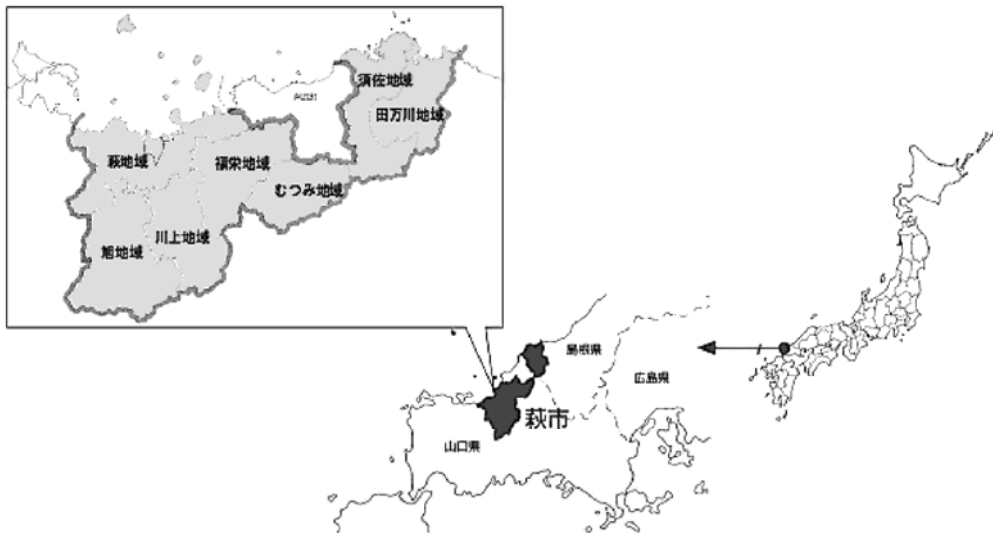 須佐地域
田万川地域
萩地域
福栄地域
むつみ地域
川上地域
旭地域
島根県
広島県
萩市
山口県